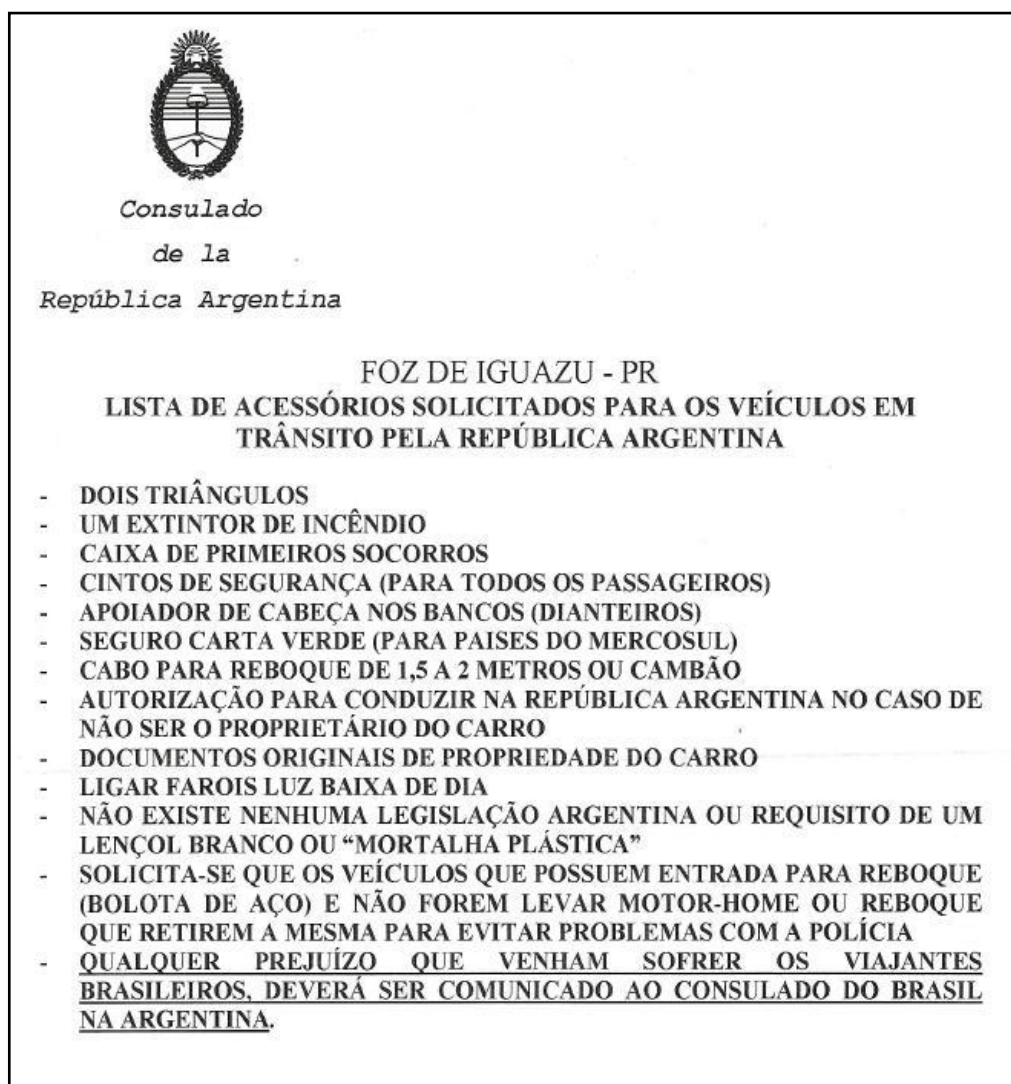 Consulado
de la
República Argentina
FOZ DE IGUAZU - PR
LISTA DE ACESSÓRIOS SOLICITADOS PARA OS VEÍCULOS EM
TRÂNSITO PELA REPÚBLICA ARGENTINA
- DOIS TRIÂNGULOS
- UM EXTINTOR DE INCÊNDIO
- CAIXA DE PRIMEIROS SOCORROS
- CINTOS DE SEGURANÇA (PARA TODOS OS PASSAGEIROS)
- APOIADOR DE CABEÇA NOS BANCOS (DIANTEIROS)
- SEGURO CARTA VERDE (PARA PAISES DO MERCOSUL)
- CABO PARA REBOQUE DE 1,5 A 2 METROS OU CAMBÃO
- AUTORIZAÇÃO PARA CONDUZIR NA REPÚBLICA ARGENTINA NO CASO DE
NÃO SER O PROPRIETÁRIO DO CARRO
- DOCUMENTOS ORIGINAIS DE PROPRIEDADE DO CARRO
- LIGAR FAROIS LUZ BAIXA DE DIA
- NÃO EXISTE NENHUMA LEGISLAÇÃO ARGENTINA OU REQUISITO DE UM
LENÇOL BRANCO OU “MORTALHA PLÁSTICA”
- SOLICITA-SE QUE OS VEÍCULOS QUE POSSUEM ENTRADA PARA REBOQUE
(BOLOTA DE AÇO) E NÃO FOREM LEVAR MOTOR-HOME OU REBOQUE
QUE RETIREM A MESMA PARA EVITAR PROBLEMAS COM A POLÍCIA
- QUALQUER PREJUÍZO QUE VENHAM SOFRER OS VIAJANTES
BRASILEIROS, DEVERÁ SER COMUNICADO AO CONSULADO DO BRASIL
NA ARGENTINA.